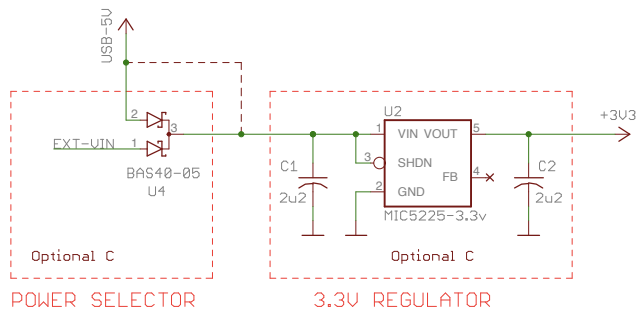 USB-5V
+3V3
U2
2
3
1
VIN VOUT
5
EXT-VIN
1
3
SHDN
C1
4
C2
BAS40-05
FB
U4
2
GND
2u2
2u2
MIC5225-3.3v
Optional C
Optional C
POWER SELECTOR
3.3V REGULATOR